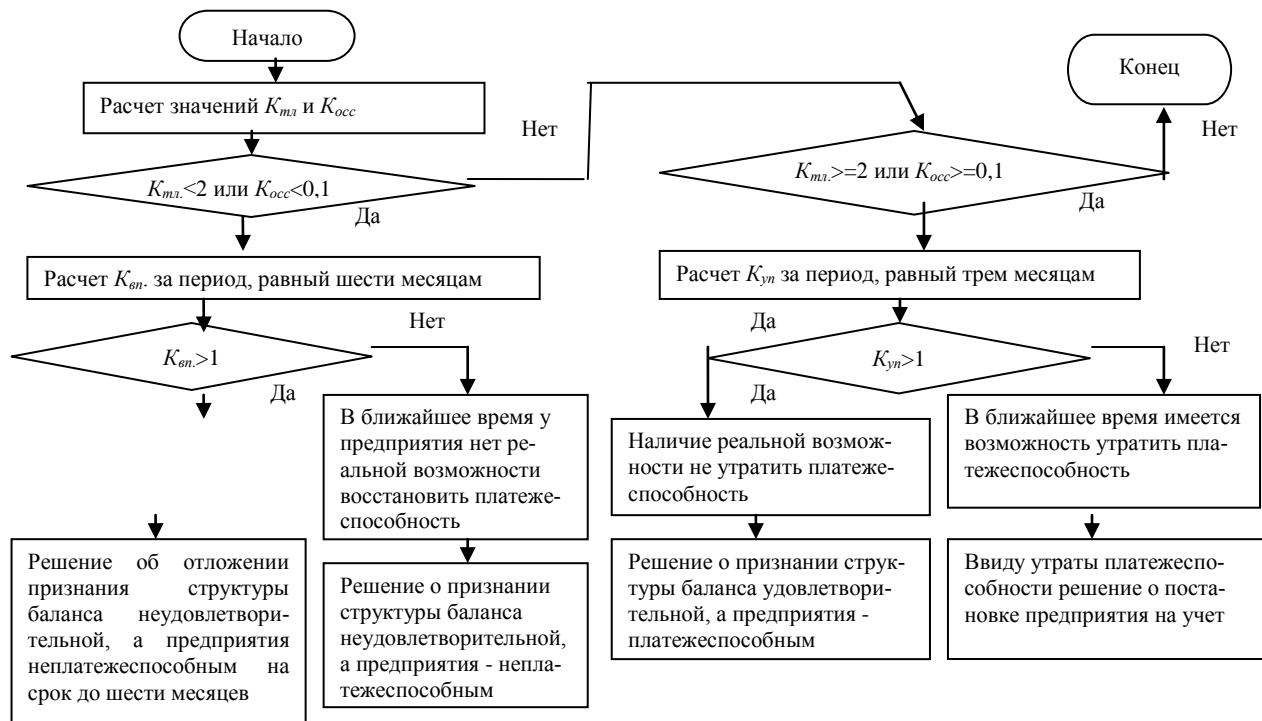 Начало
Конец
Расчет значений Kтл и Kосс
Нет
Нет
Kтл.<2 или Kосс<0,1
Kтл.>=2 или Kосс>=0,1
Да
Да
Расчет Kвп. за период, равный шести месяцам
Расчет Kуп за период, равный трем месяцам
Нет
Да
Kвп.>1
Kуп>1
Нет
Да
Да
В ближайшее время у
предприятия нет ре-
альной возможности
восстановить платеже-
способность
Наличие реальной возмож-
ности не утратить платеже-
способность
В ближайшее время имеется
возможность утратить пла-
тежеспособность
Решение об отложении
признания структуры
баланса неудовлетвори-
тельной, а предприятия
неплатежеспособным на
срок до шести месяцев
Решение о признании
структуры баланса
неудовлетворительной,
а предприятия - непла-
тежеспособным
Решение о признании струк-
туры баланса удовлетвори-
тельной, а предприятия -
платежеспособным
Ввиду утраты платежеспо-
собности решение о поста-
новке предприятия на учет